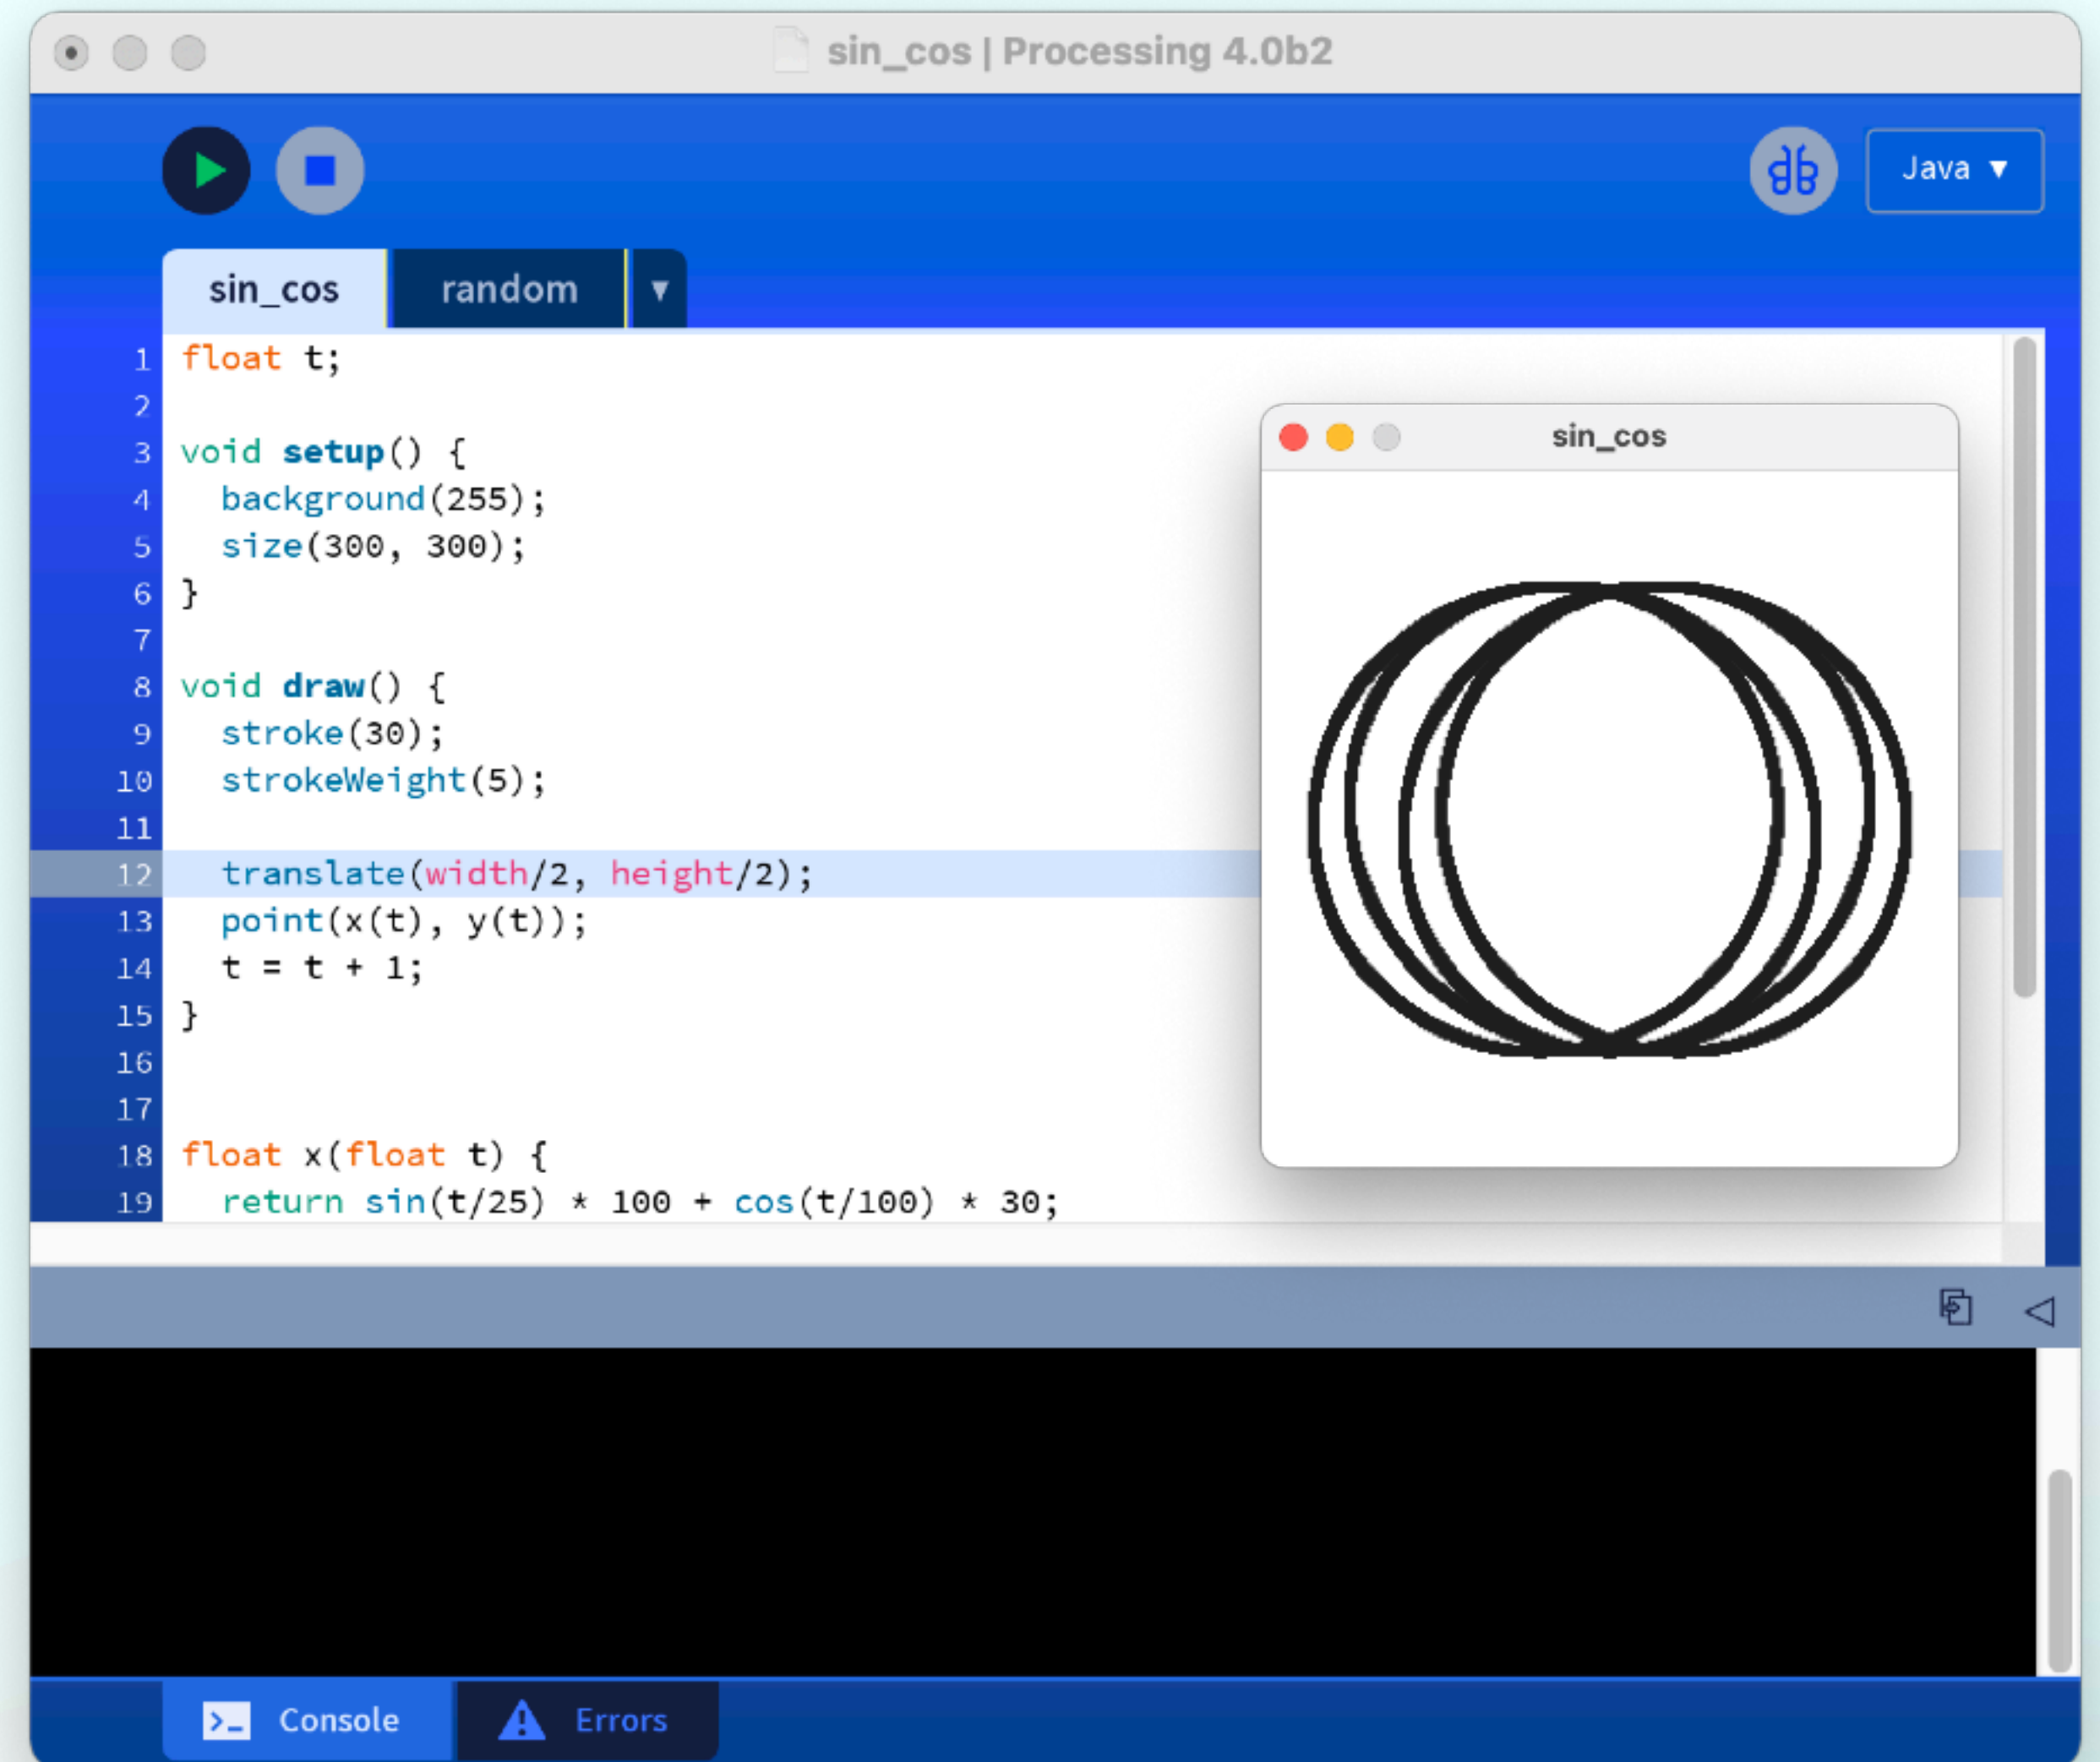 sin_cos | Processing 4.0b2
Java ▼
sin_cos random ▼
1 float t;
2
3 void setup() {
4   background(255);
5   size(300, 300);
6 }
7
8 void draw() {
9   stroke(30);
10   strokeWeight(5);
11
12   translate(width/2, height/2);
13   point(x(t), y(t));
14   t = t + 1;
15 }
16
17
18 float x(float t) {
19   return sin(t/25) * 100 + cos(t/100) * 30;
sin_cos
Console Errors